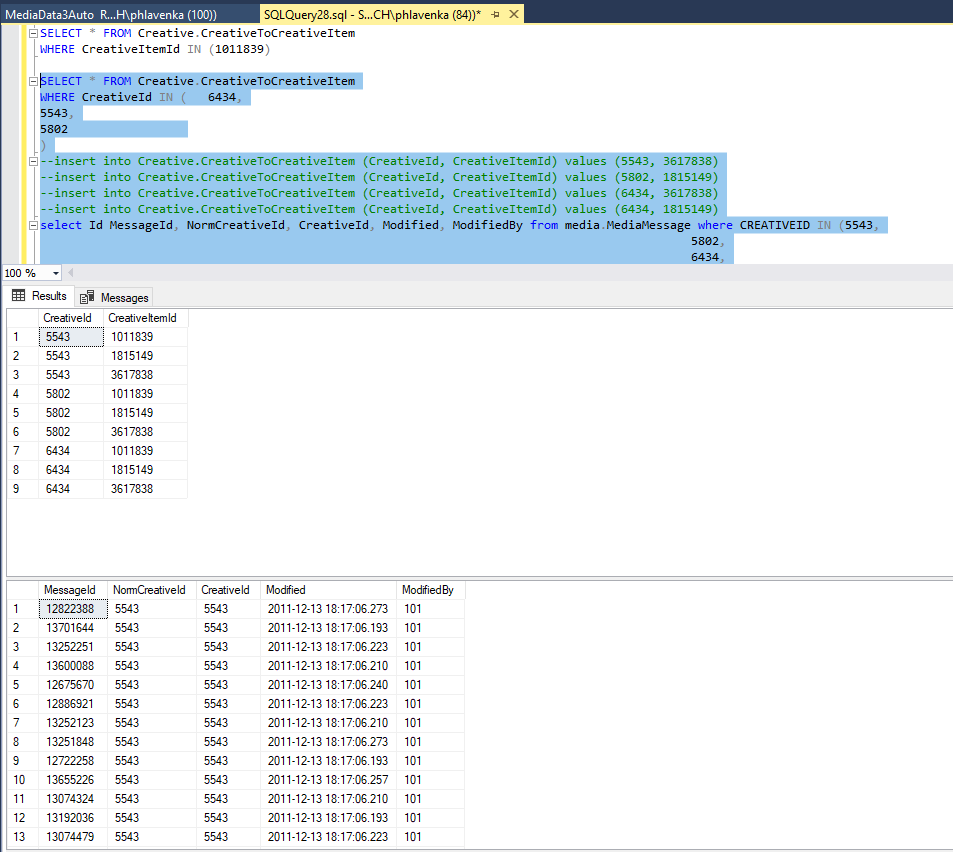 MediaData3Auto R...H\phlavenka (100)) SQLQuery28.sql - S...CH\phlavenka (84))*
SELECT * FROM Creative.CreativeToCreativeItem
WHERE CreativeItemId IN (1011839)
SELECT * FROM Creative.CreativeToCreativeItem
WHERE CreativeId IN ( 6434,
5543,
5802
)
--insert into Creative.CreativeToCreativeItem (CreativeId, CreativeItemId) values (5543, 3617838)
--insert into Creative.CreativeToCreativeItem (CreativeId, CreativeItemId) values (5802, 1815149)
--insert into Creative.CreativeToCreativeItem (CreativeId, CreativeItemId) values (6434, 3617838)
--insert into Creative.CreativeToCreativeItem (CreativeId, CreativeItemId) values (6434, 1815149)
select Id MessageId, NormCreativeId, CreativeId, Modified, ModifiedBy from media.MediaMessage where CREATIVEID IN (5543,
5802,
6434,
100 %
Results Messages
CreativeId CreativeItemId
1 5543 1011839
2 5543 1815149
3 5543 3617838
4 5802 1011839
5 5802 1815149
6 5802 3617838
7 6434 1011839
8 6434 1815149
9 6434 3617838
MessageId NormCreativeId CreativeId Modified ModifiedBy
1 12822388 5543 5543 2011-12-13 18:17:06.273 101
2 13701644 5543 5543 2011-12-13 18:17:06.193 101
3 13252251 5543 5543 2011-12-13 18:17:06.223 101
4 13600088 5543 5543 2011-12-13 18:17:06.210 101
5 12675670 5543 5543 2011-12-13 18:17:06.240 101
6 12886921 5543 5543 2011-12-13 18:17:06.223 101
7 13252123 5543 5543 2011-12-13 18:17:06.210 101
8 13251848 5543 5543 2011-12-13 18:17:06.273 101
9 12722258 5543 5543 2011-12-13 18:17:06.193 101
10 13655226 5543 5543 2011-12-13 18:17:06.257 101
11 13074324 5543 5543 2011-12-13 18:17:06.210 101
12 13192036 5543 5543 2011-12-13 18:17:06.193 101
13 13074479 5543 5543 2011-12-13 18:17:06.223 101